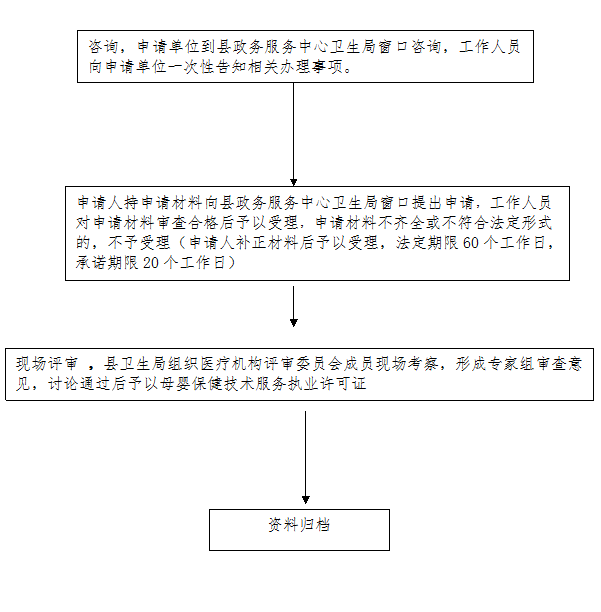 咨询，申请单位到县政务服务中心卫生局窗口咨询，工作人员
向申请单位一次性告知相关办理事项。
申请人持申请材料向县政务服务中心卫生局窗口提出申请，工作人员
对申请材料审查合格后予以受理，申请材料不齐全或不符合法定形式
的，不予受理（申请人补正材料后予以受理，法定期限 60 个工作日，
承诺期限 20 个工作日）
现场评审 ，县卫生局组织医疗机构评审委员会成员现场考察，形成专家组审查意
见，讨论通过后予以母婴保健技术服务执业许可证
资料归档